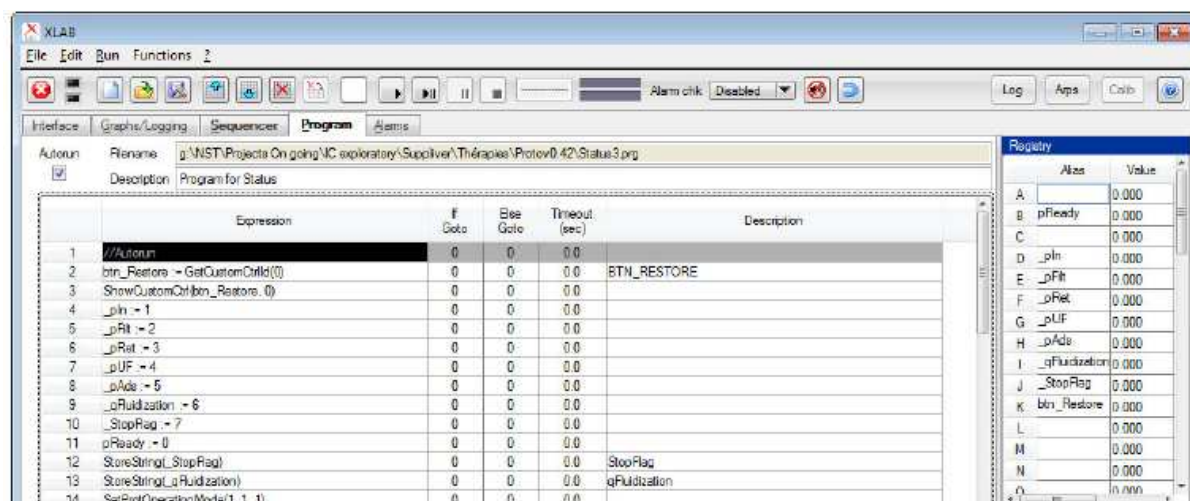 XLAB
File Edit Run Functions ?
Alarm chk Disabled Log Arps Calib
Interface Graphs/Logging Sequencer Program Alarms
Autorun Filename g:\NST\Projects On going\IC exploratory\Suppliver\Thérapies\Protov0.42\Status3.prg
Description Program for Status
Registry
Alias Value
Expression If Goto Else Goto Timeout (sec) Description
1 //Autorun 0 0 0.0
2 btn_Restore := GetCustomCtrlId(0) 0 0 0.0 BTN_RESTORE
3 ShowCustomCtrl(btn_Restore, 0) 0 0 0.0
4 _pIn := 1 0 0 0.0
5 _pFilt := 2 0 0 0.0
6 _pRet := 3 0 0 0.0
7 _pUF := 4 0 0 0.0
8 _pAds := 5 0 0 0.0
9 _qFluidization := 6 0 0 0.0
10 _StopFlag := 7 0 0 0.0
11 pReady := 0 0 0 0.0
12 StoreString(_StopFlag) 0 0 0.0 StopFlag
13 StoreString(_qFluidization) 0 0 0.0 qFluidization
14 SetProtOperatingMode(1, 1, 1) 0 0 0.0
A 0.000
B pReady 0.000
C 0.000
D _pIn 0.000
E _pFilt 0.000
F _pRet 0.000
G _pUF 0.000
H _pAds 0.000
I _qFluidization 0.000
J _StopFlag 0.000
K btn_Restore 0.000
L 0.000
M 0.000
N 0.000
O 0.000